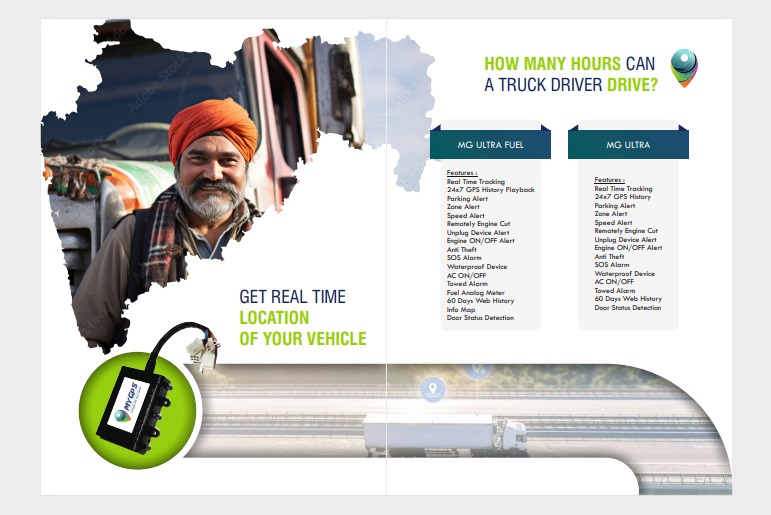 HOW MANY HOURS CAN
A TRUCK DRIVER DRIVE?
MG ULTRA FUEL
Features :
Real Time Tracking
24x7 GPS History Playback
Parking Alert
Zone Alert
Speed Alert
Remotely Engine Cut
Unplug Device Alert
Engine ON/OFF Alert
Anti Theft
SOS Alarm
Waterproof Device
AC ON/OFF
Towed Alarm
Fuel Analog Meter
60 Days Web History
Info Map
Door Status Detection
MG ULTRA
Features :
Real Time Tracking
24x7 GPS History
Parking Alert
Zone Alert
Speed Alert
Remotely Engine Cut
Unplug Device Alert
Engine ON/OFF Alert
Anti Theft
SOS Alarm
Waterproof Device
AC ON/OFF
Towed Alarm
60 Days Web History
Door Status Detection
GET REAL TIME
LOCATION
OF YOUR VEHICLE
MYGPS
Adobe Stock